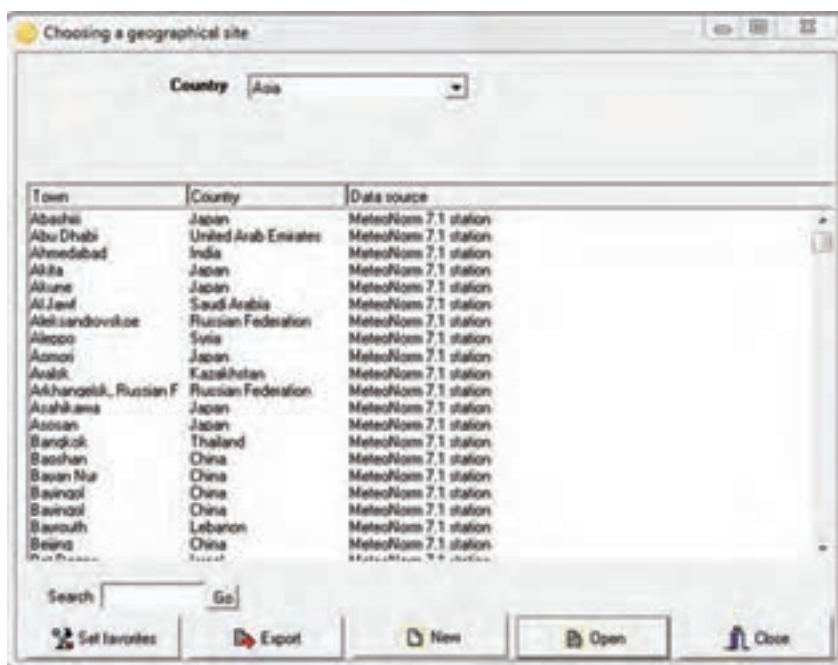 Choosing a geographical site
Country Asia
Town County Data source
Abashiri Japan MeteoNorm 7.1 station
Abu Dhabi United Arab Emirates MeteoNorm 7.1 station
Ahmedabad India MeteoNorm 7.1 station
Akita Japan MeteoNorm 7.1 station
Akune Japan MeteoNorm 7.1 station
Al Jawf Saudi Arabia MeteoNorm 7.1 station
Aleksandrovskoe Russian Federation MeteoNorm 7.1 station
Aleppo Syria MeteoNorm 7.1 station
Aomori Japan MeteoNorm 7.1 station
Aralsk Kazakhstan MeteoNorm 7.1 station
Arkhangelsk, Russian F Russian Federation MeteoNorm 7.1 station
Asahikawa Japan MeteoNorm 7.1 station
Asosan Japan MeteoNorm 7.1 station
Bangkok Thailand MeteoNorm 7.1 station
Baoshan China MeteoNorm 7.1 station
Bayan Nur China MeteoNorm 7.1 station
Bayingol China MeteoNorm 7.1 station
Bayingol China MeteoNorm 7.1 station
Bayrouth Lebanon MeteoNorm 7.1 station
Beijing China MeteoNorm 7.1 station
Search Go
Set favorites Export New Open Close